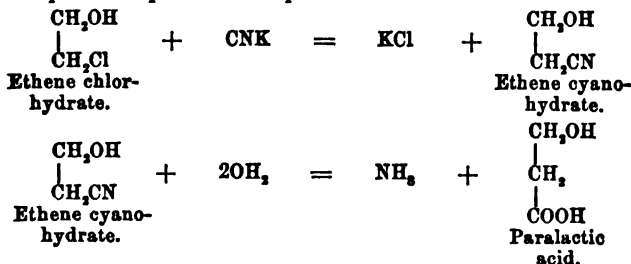 CH₂OH CH₂OH
+ CNK = KCl +
CH₂Cl CH₂CN
Ethene chlor- Ethene cyano-
hydrate. hydrate.
CH₂OH CH₂OH
+ 2OH₂ = NH₃ + CH₂
CH₂CN
Ethene cyano- COOH
hydrate. Paralactic
acid.